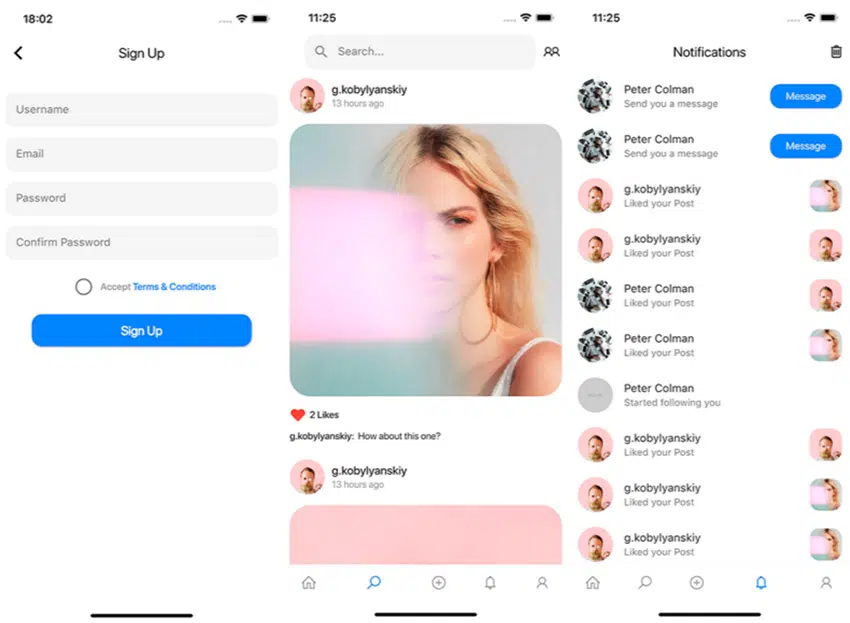 18:02
Sign Up
Username
Email
Password
Confirm Password
Accept Terms & Conditions
Sign Up
11:25
Search...
g.kobylyanskiy
13 hours ago
2 Likes
g.kobylyanskiy: How about this one?
g.kobylyanskiy
13 hours ago
11:25
Notifications
Peter Colman
Send you a message
Message
Peter Colman
Send you a message
Message
g.kobylyanskiy
Liked your Post
g.kobylyanskiy
Liked your Post
Peter Colman
Liked your Post
Peter Colman
Liked your Post
Peter Colman
Started following you
g.kobylyanskiy
Liked your Post
g.kobylyanskiy
Liked your Post
g.kobylyanskiy
Liked your Post